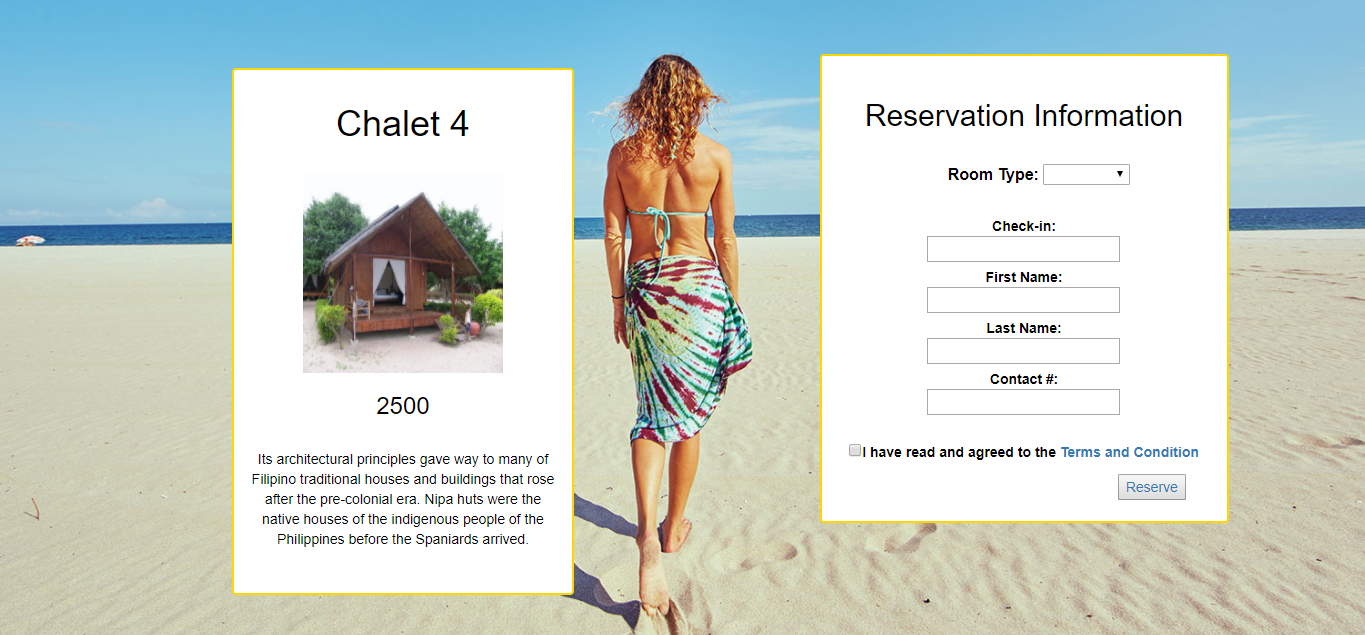 Chalet 4
2500
Its architectural principles gave way to many of
Filipino traditional houses and buildings that rose
after the pre-colonial era. Nipa huts were the
native houses of the indigenous people of the
Philippines before the Spaniards arrived.
Reservation Information
Room Type:
Check-in:
First Name:
Last Name:
Contact #:
I have read and agreed to the Terms and Condition
Reserve